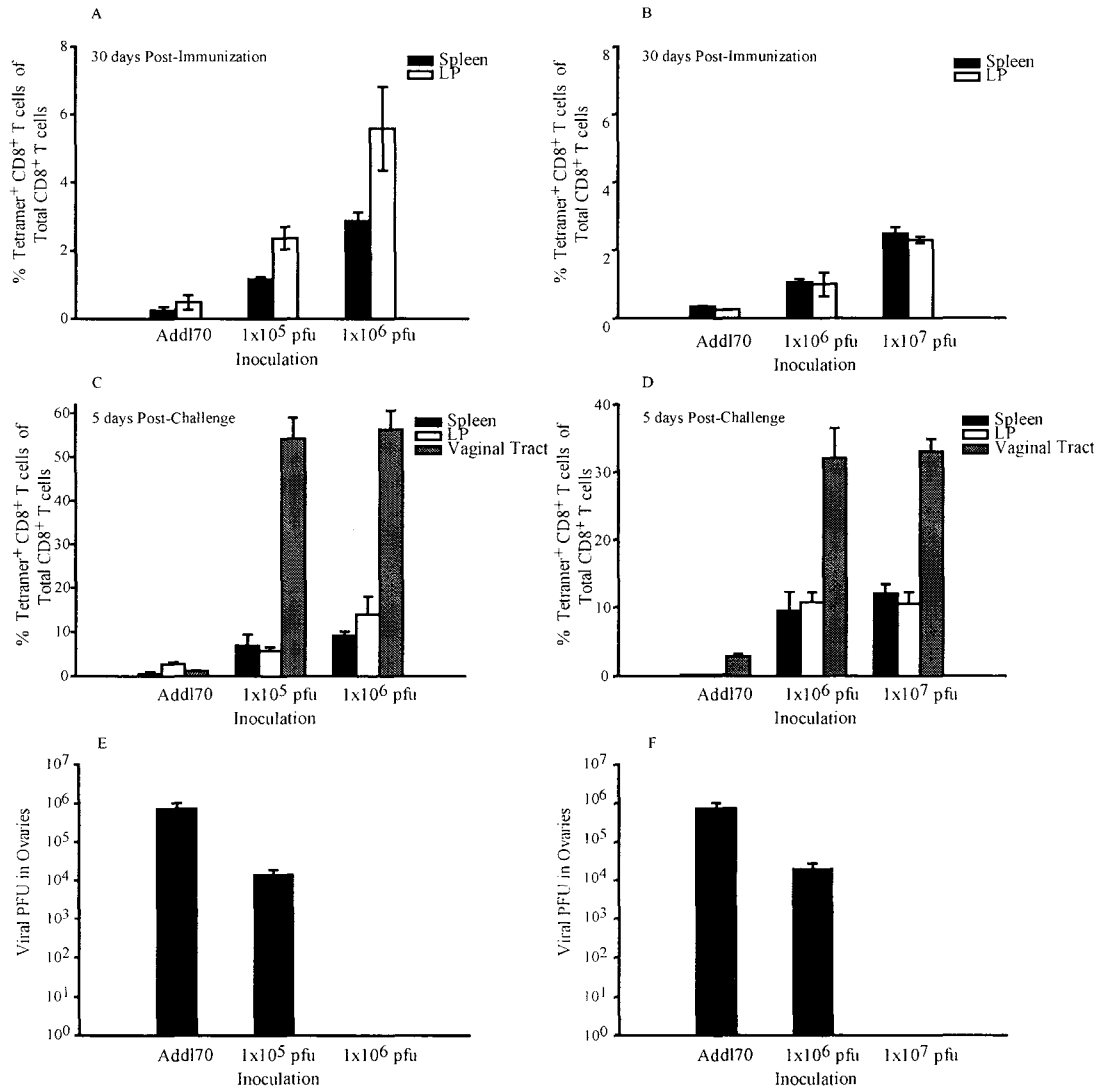 A
30 days Post-Immunization
Spleen
LP
% Tetramer+ CD8+ T cells of
Total CD8+ T cells
8
6
4
2
0
Addl70 1x10^5 pfu 1x10^6 pfu
Inoculation
B
30 days Post-Immunization
Spleen
LP
% Tetramer+ CD8+ T cells of
Total CD8+ T cells
8
6
4
2
0
Addl70 1x10^6 pfu 1x10^7 pfu
Inoculation
C
5 days Post-Challenge
Spleen
LP
Vaginal Tract
% Tetramer+ CD8+ T cells of
Total CD8+ T cells
60
50
40
30
20
10
0
Addl70 1x10^5 pfu 1x10^6 pfu
Inoculation
D
5 days Post-Challenge
Spleen
LP
Vaginal Tract
% Tetramer+ CD8+ T cells of
Total CD8+ T cells
40
30
20
10
0
Addl70 1x10^6 pfu 1x10^7 pfu
Inoculation
E
Viral PFU in Ovaries
10^7
10^6
10^5
10^4
10^3
10^2
10^1
10^0
Addl70 1x10^5 pfu 1x10^6 pfu
Inoculation
F
Viral PFU in Ovaries
10^7
10^6
10^5
10^4
10^3
10^2
10^1
10^0
Addl70 1x10^6 pfu 1x10^7 pfu
Inoculation